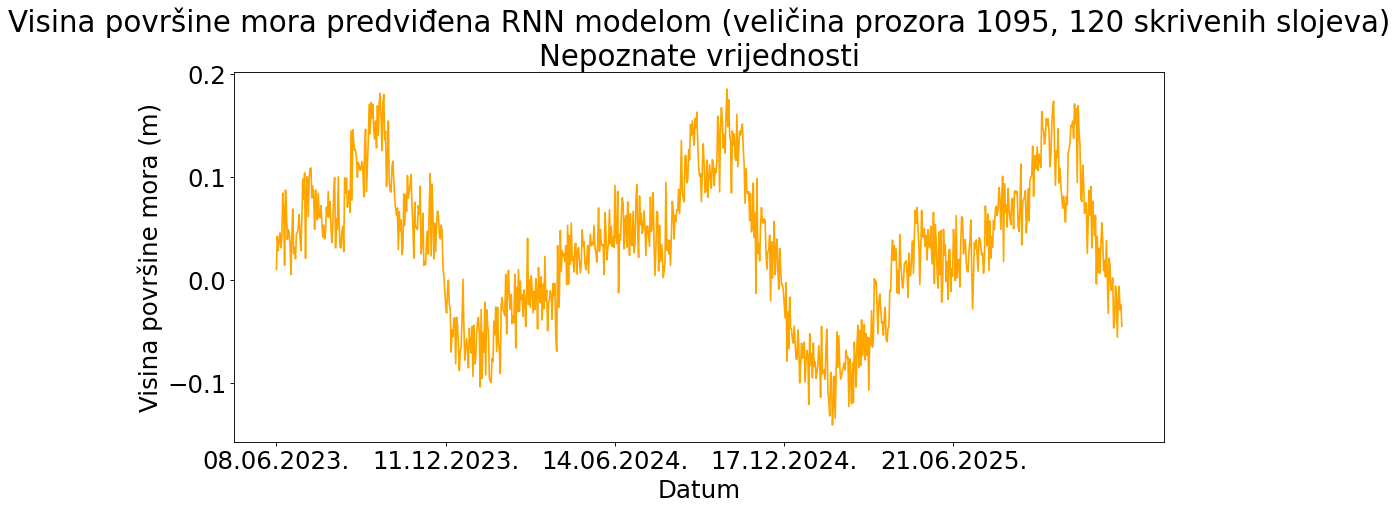 Visina površine mora predviđena RNN modelom (veličina prozora 1095, 120 skrivenih slojeva)
Nepoznate vrijednosti
Visina površine mora (m)
0.2
0.1
0.0
−0.1
08.06.2023. 11.12.2023. 14.06.2024. 17.12.2024. 21.06.2025.
Datum